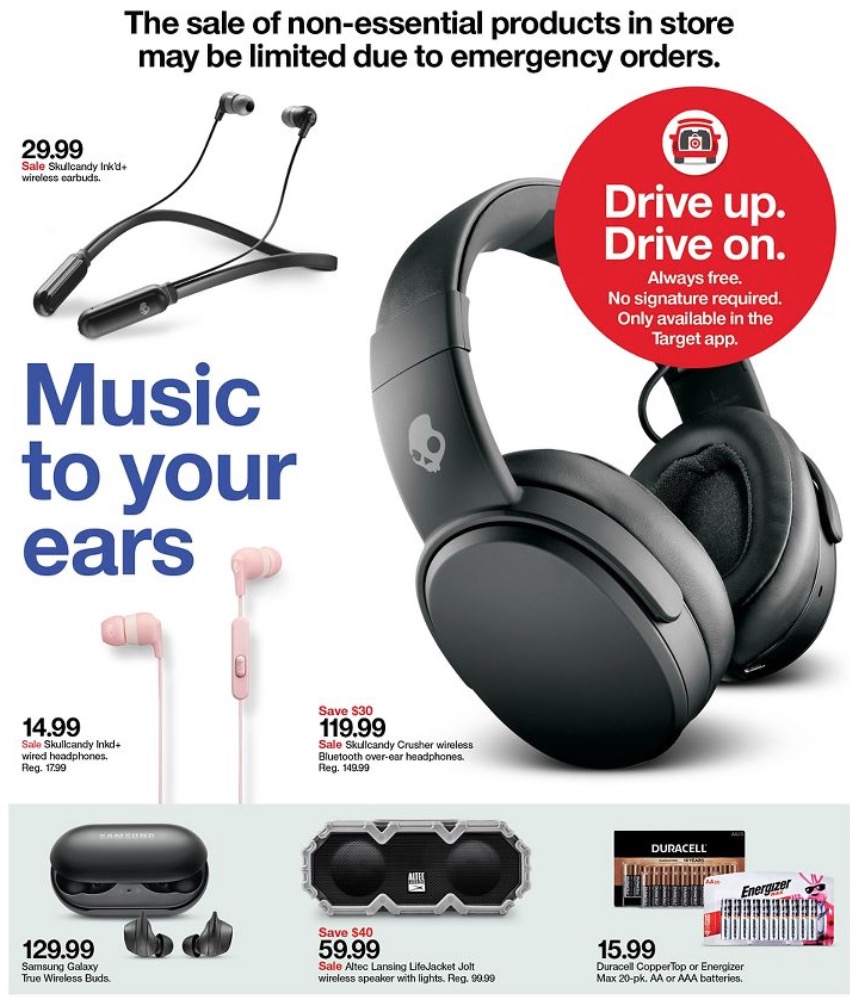 The sale of non-essential products in store
may be limited due to emergency orders.
29.99
Sale Skullcandy Ink'd+
wireless earbuds.
Drive up.
Drive on.
Always free.
No signature required.
Only available in the
Target app.
Music
to your
ears
14.99
Sale Skullcandy Inkd+
wired headphones.
Reg. 17.99
Save $30
119.99
Sale Skullcandy Crusher wireless
Bluetooth over-ear headphones.
Reg. 149.99
SAMSUNG
129.99
Samsung Galaxy
True Wireless Buds.
ALTEC
LANSING
Save $40
59.99
Sale Altec Lansing LifeJacket Jolt
wireless speaker with lights. Reg. 99.99
DURACELL
Energizer
MAX
15.99
Duracell CopperTop or Energizer
Max 20-pk. AA or AAA batteries.